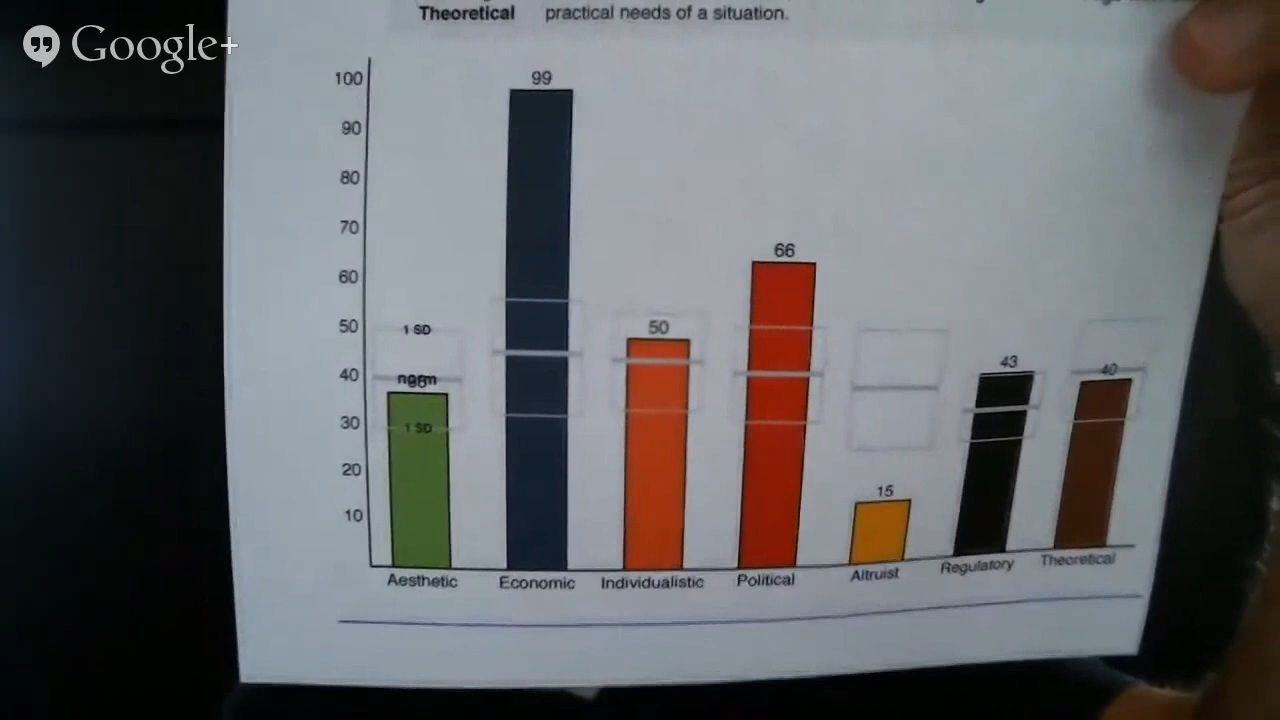 Google+
Theoretical practical needs of a situation.
100
99
90
80
70
66
60
50
1 SD
50
40
norm
43
40
30
1 SD
20
15
10
Aesthetic Economic Individualistic Political Altruist Regulatory Theoretical